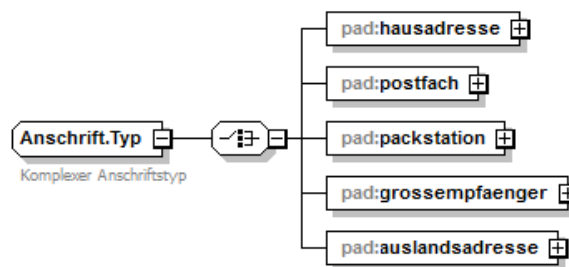 pad:hausadresse
pad:postfach
Anschrift.Typ
pad:packstation
Komplexer Anschriftstyp
pad:grossempfaenger
pad:auslandsadresse